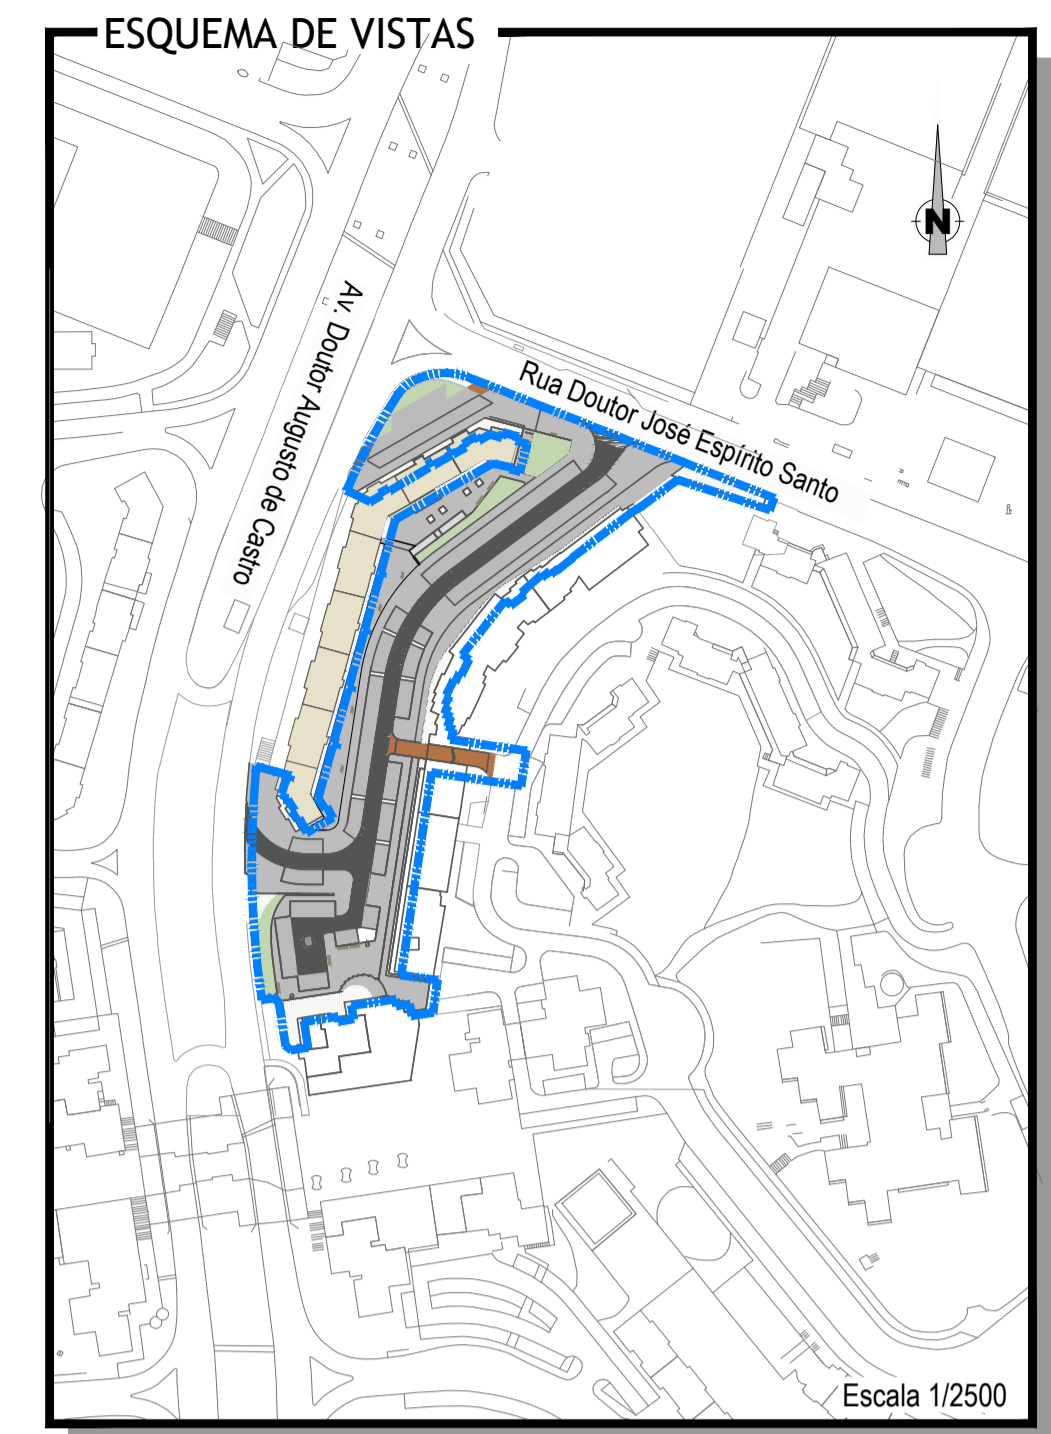 ESQUEMA DE VISTAS
N
Av. Doutor Augusto de Castro
Rua Doutor José Espírito Santo
Escala 1/2500